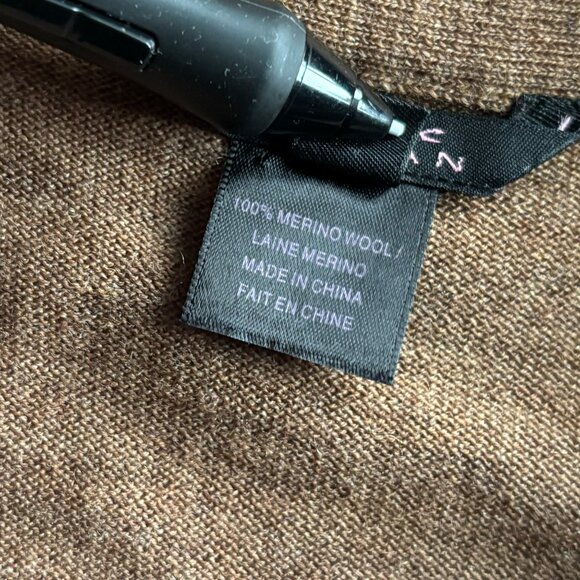 100% MERINO WOOL /
LAINE MERINO
MADE IN CHINA
FAIT EN CHINE